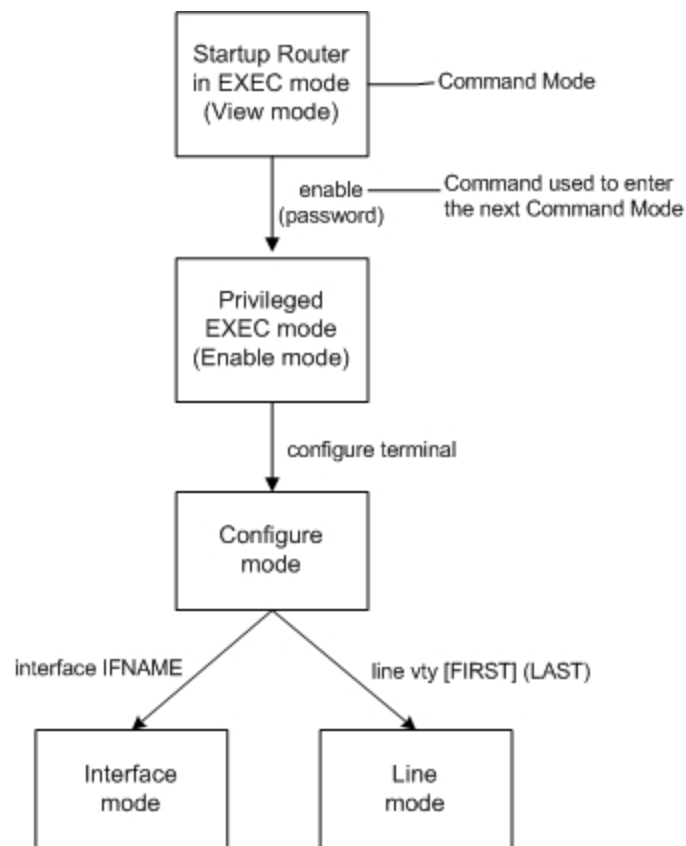 Startup Router
in EXEC mode
(View mode)
Command Mode
enable
(password)
Command used to enter
the next Command Mode
Privileged
EXEC mode
(Enable mode)
configure terminal
Configure
mode
interface IFNAME
line vty [FIRST] (LAST)
Interface
mode
Line
mode